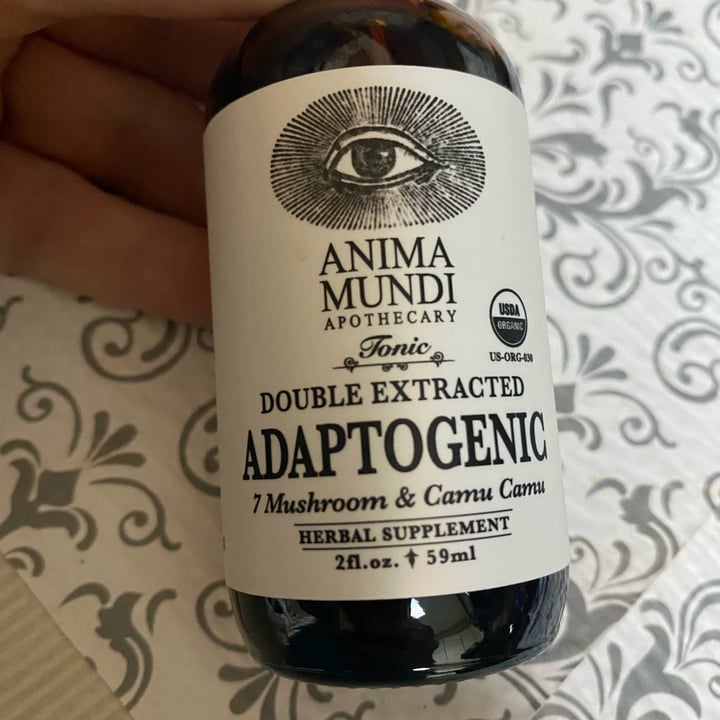 ANIMA
MUNDI
APOTHECARY
Tonic
USDA
ORGANIC
US-ORG-030
DOUBLE EXTRACTED
ADAPTOGENIC
7 Mushroom & Camu Camu
HERBAL SUPPLEMENT
2fl.oz. 59ml